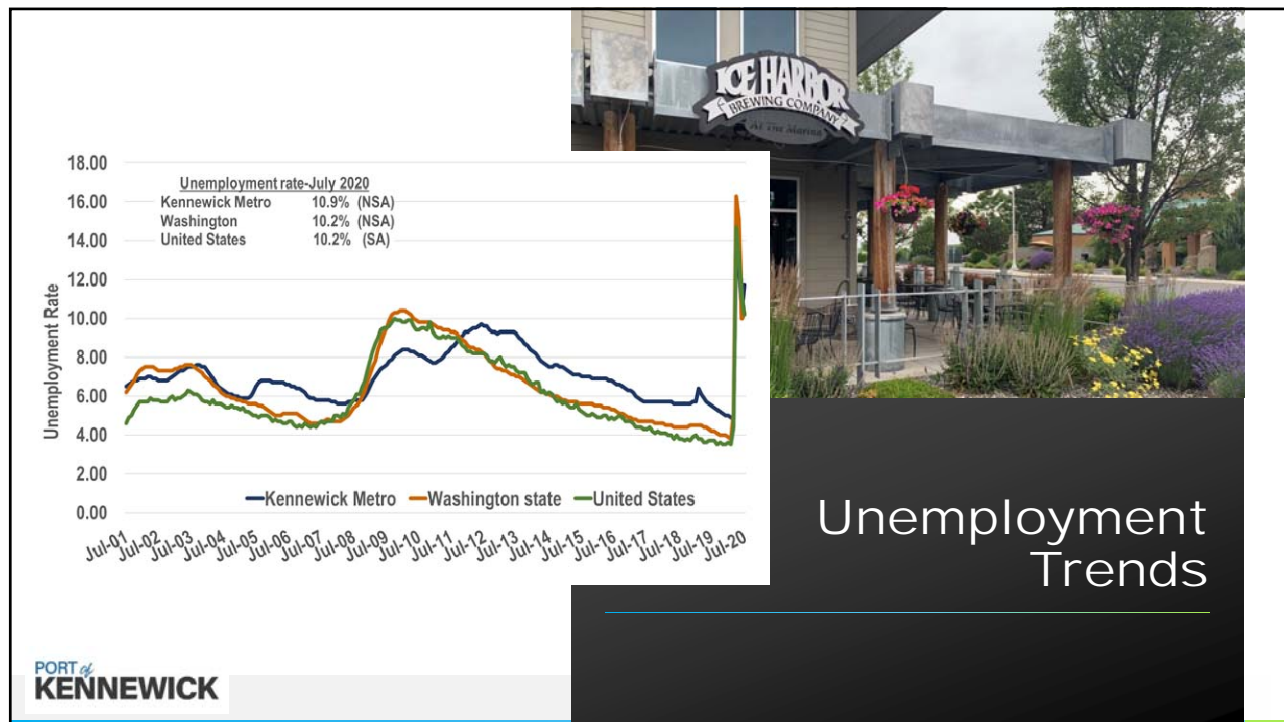 ICE HARBOR
BREWING COMPANY
At The Marina
18.00
16.00
14.00
12.00
10.00
8.00
6.00
4.00
2.00
0.00
Unemployment Rate
Unemployment rate-July 2020
Kennewick Metro 10.9% (NSA)
Washington 10.2% (NSA)
United States 10.2% (SA)
Kennewick Metro Washington state United States
Jul-01 Jul-02 Jul-03 Jul-04 Jul-05 Jul-06 Jul-07 Jul-08 Jul-09 Jul-10 Jul-11 Jul-12 Jul-13 Jul-14 Jul-15 Jul-16 Jul-17 Jul-18 Jul-19 Jul-20
Unemployment
Trends
PORT of
KENNEWICK